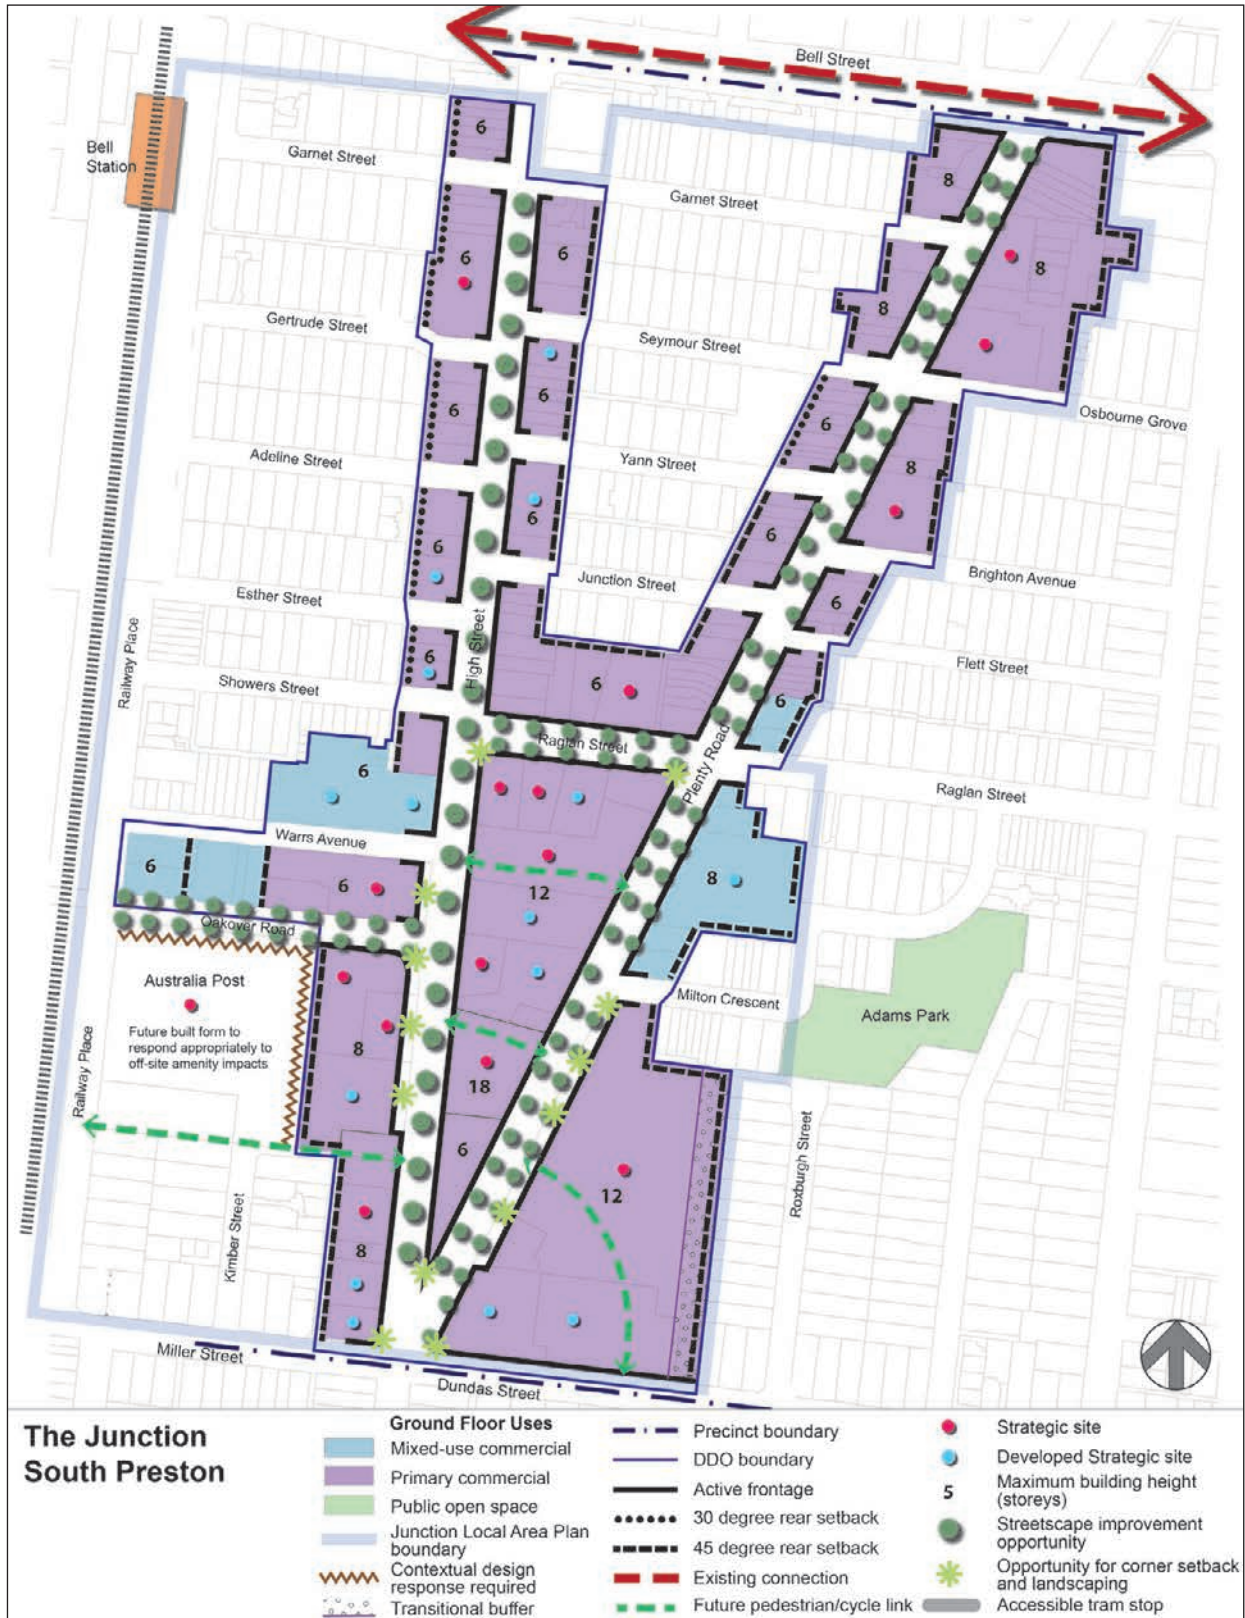 Bell Street
Bell
Station
Garnet Street
Garnet Street
6
8
6
6
8
8
Gertrude Street
Seymour Street
6
6
6
8
Osbourne Grove
Adeline Street
Yann Street
6
6
6
Junction Street
Brighton Avenue
Esther Street
6
High Street
Railway Place
6
Flett Street
Showers Street
6
6
Raglan Street
Plenty Road
Raglan Street
6
Warrs Avenue
6
6
12
8
Oakover Road
Australia Post
Future built form to
respond appropriately to
off-site amenity impacts
Milton Crescent
Adams Park
8
Railway Place
18
6
12
Roxburgh Street
Kimber Street
8
Miller Street
Dundas Street
The Junction
South Preston
Ground Floor Uses
Mixed-use commercial
Primary commercial
Public open space
Junction Local Area Plan
boundary
Contextual design
response required
Transitional buffer
Precinct boundary
DDO boundary
Active frontage
30 degree rear setback
45 degree rear setback
Existing connection
Future pedestrian/cycle link
Strategic site
Developed Strategic site
5
Maximum building height
(storeys)
Streetscape improvement
opportunity
Opportunity for corner setback
and landscaping
Accessible tram stop